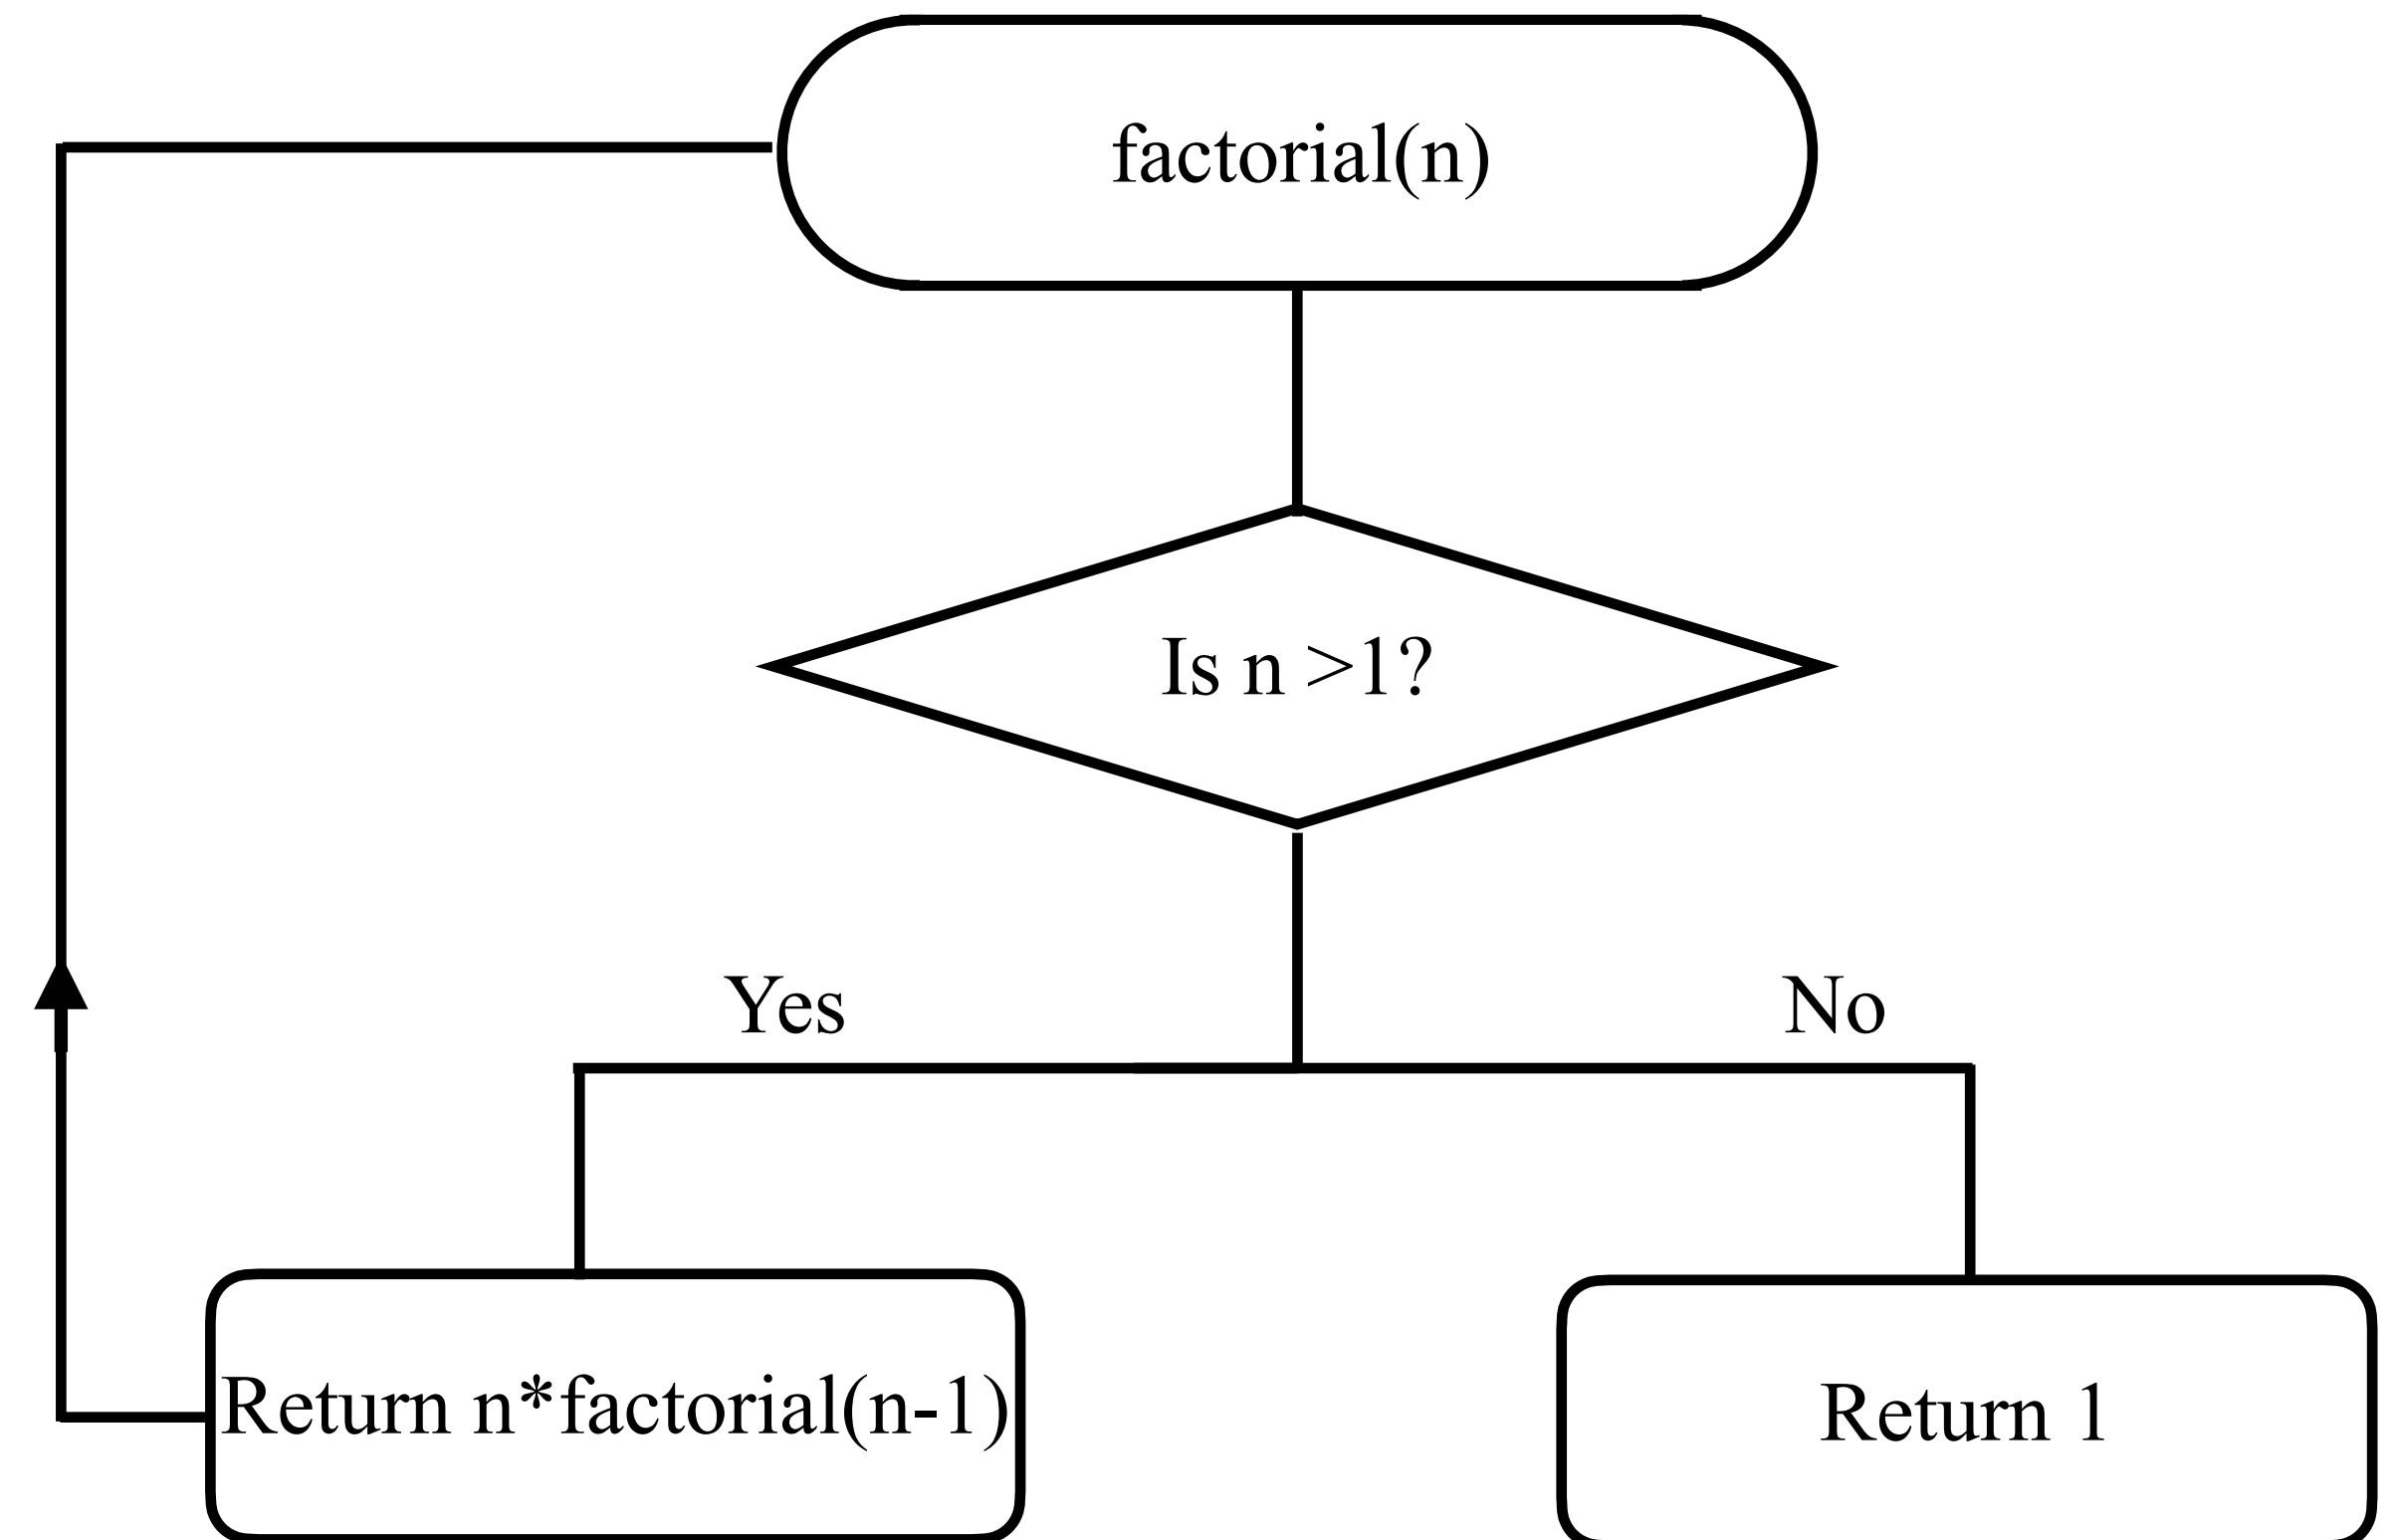 factorial(n)
Is n >1?
Yes
No
Return n*factorial(n-1)
Return 1